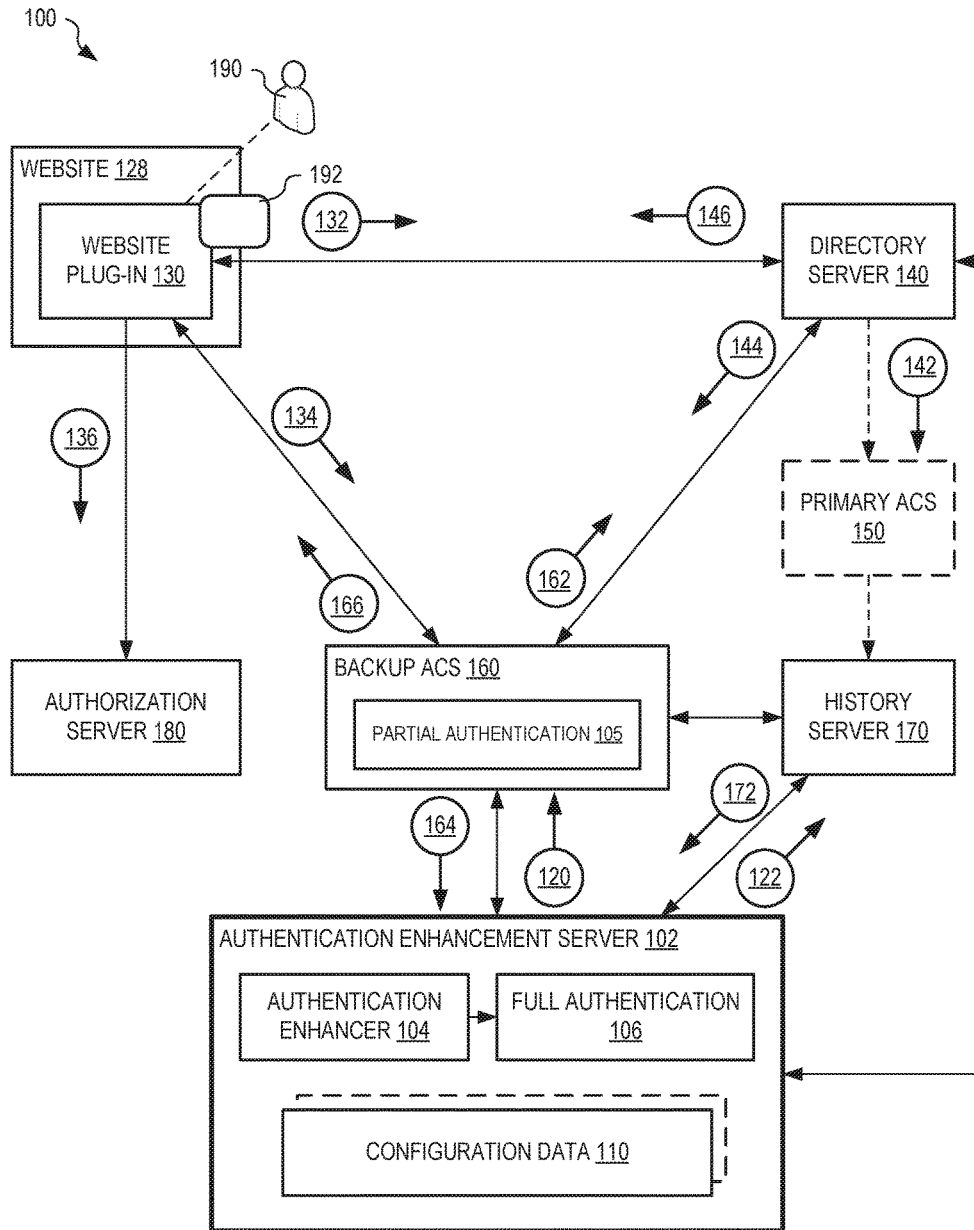 100
190
WEBSITE 128
192
132
146
WEBSITE
PLUG-IN 130
DIRECTORY
SERVER 140
144
142
134
136
PRIMARY ACS
150
162
166
BACKUP ACS 160
AUTHORIZATION
SERVER 180
PARTIAL AUTHENTICATION 105
HISTORY
SERVER 170
172
164
120
122
AUTHENTICATION ENHANCEMENT SERVER 102
AUTHENTICATION
ENHANCER 104
FULL AUTHENTICATION
106
CONFIGURATION DATA 110